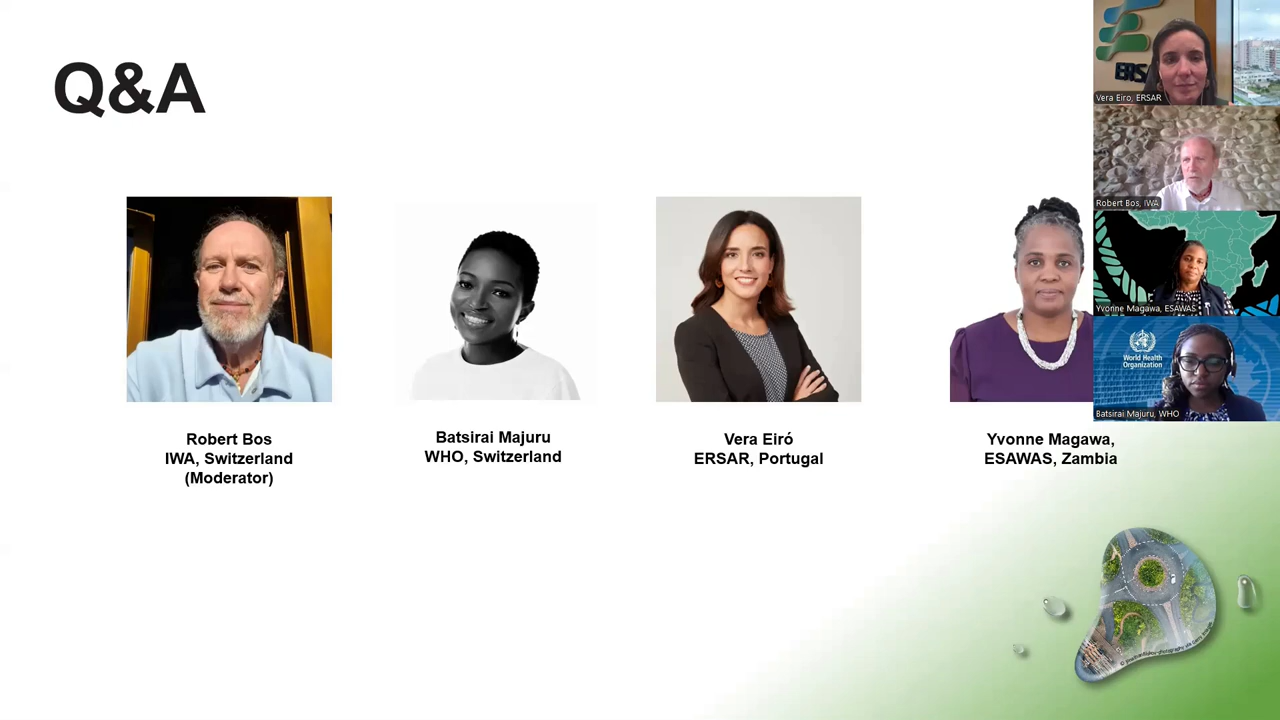 Q&A
Robert Bos
IWA, Switzerland
(Moderator)
Batsirai Majuru
WHO, Switzerland
Vera Eiró
ERSAR, Portugal
Yvonne Magawa,
ESAWAS, Zambia
ERS
Vera Eiro, ERSAR
Robert Bos, IWA
Yvonne Magawa, ESAWAS
World Health
Organization
Batsirai Majuru, WHO